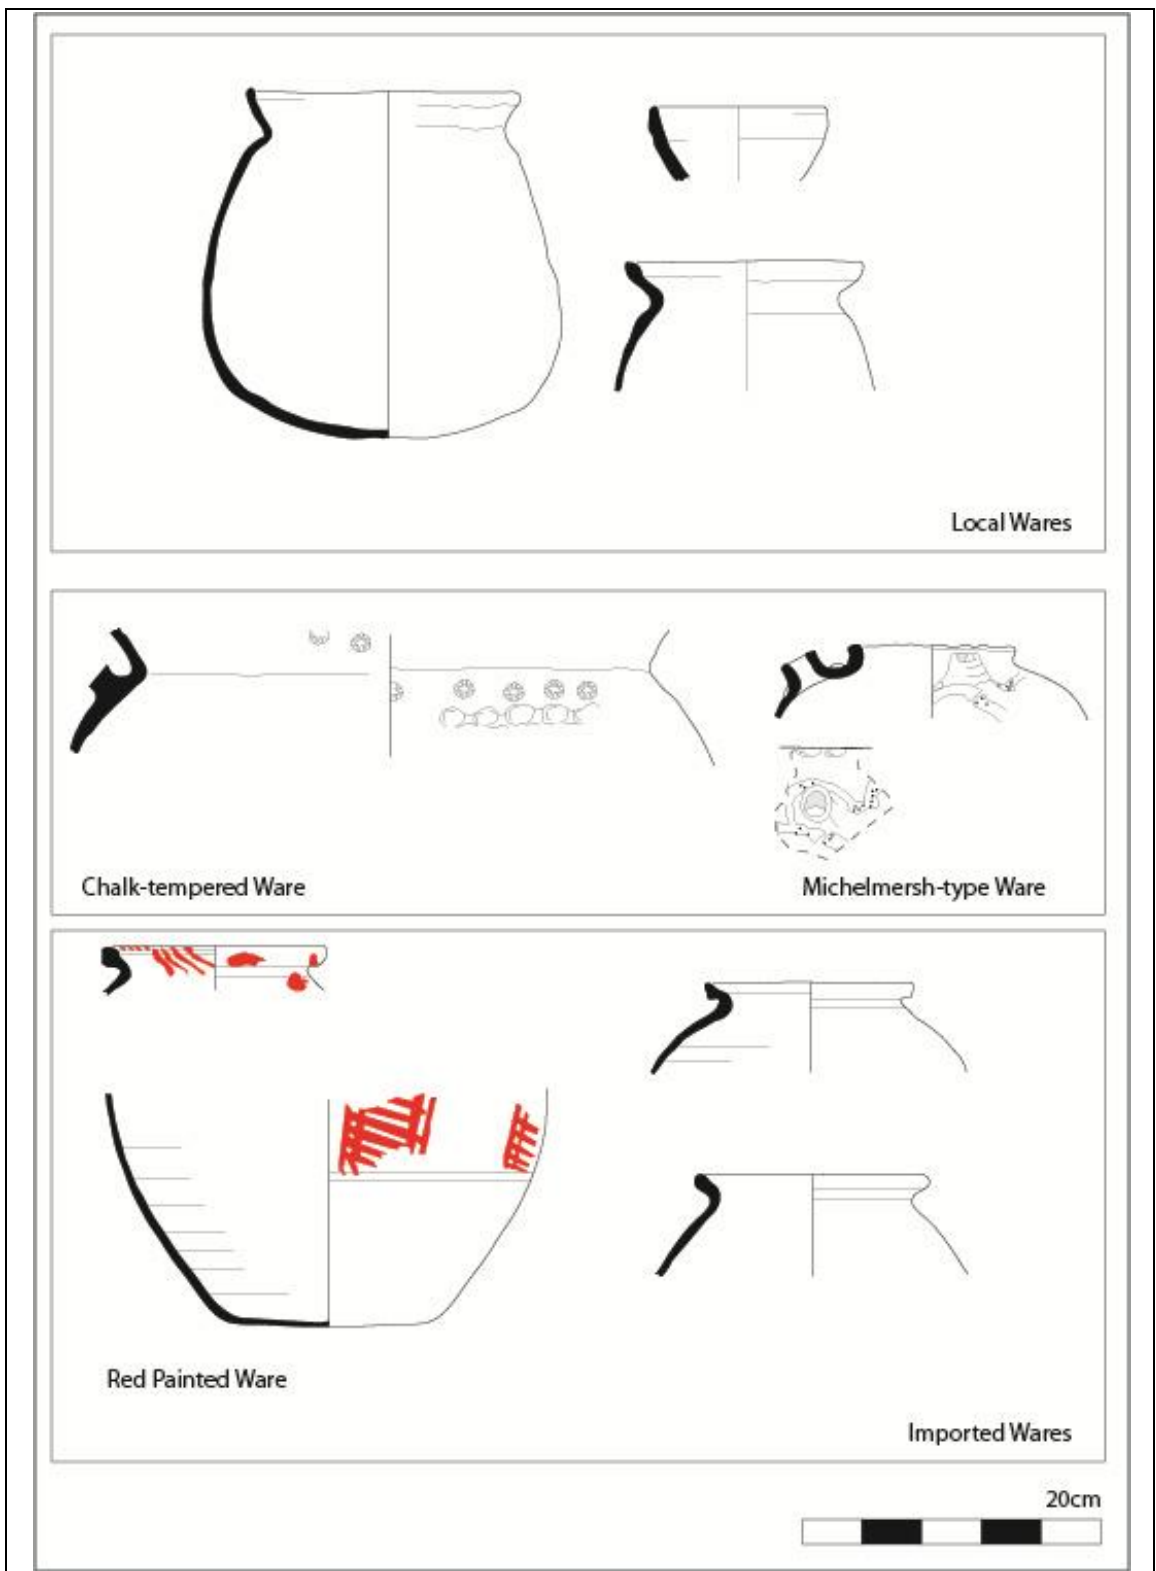 Local Wares
Chalk-tempered Ware
Michelmersh-type Ware
Red Painted Ware
Imported Wares
20cm